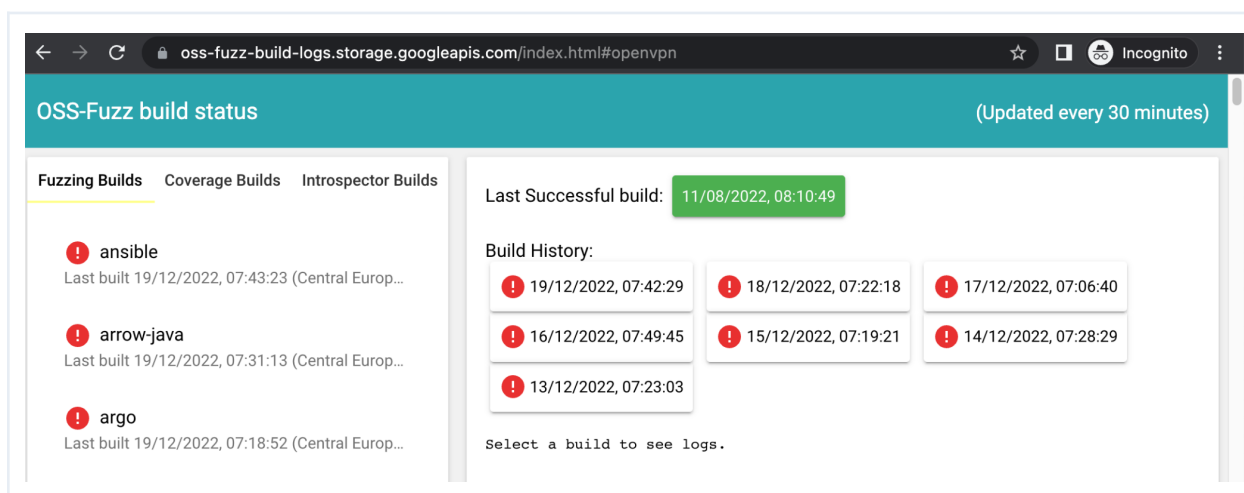 oss-fuzz-build-logs.storage.googleapis.com/index.html#openvpn
Incognito
OSS-Fuzz build status
(Updated every 30 minutes)
Fuzzing Builds Coverage Builds Introspector Builds
ansible
Last built 19/12/2022, 07:43:23 (Central Europ...
arrow-java
Last built 19/12/2022, 07:31:13 (Central Europ...
argo
Last built 19/12/2022, 07:18:52 (Central Europ...
Last Successful build: 11/08/2022, 08:10:49
Build History:
19/12/2022, 07:42:29 18/12/2022, 07:22:18 17/12/2022, 07:06:40
16/12/2022, 07:49:45 15/12/2022, 07:19:21 14/12/2022, 07:28:29
13/12/2022, 07:23:03
Select a build to see logs.